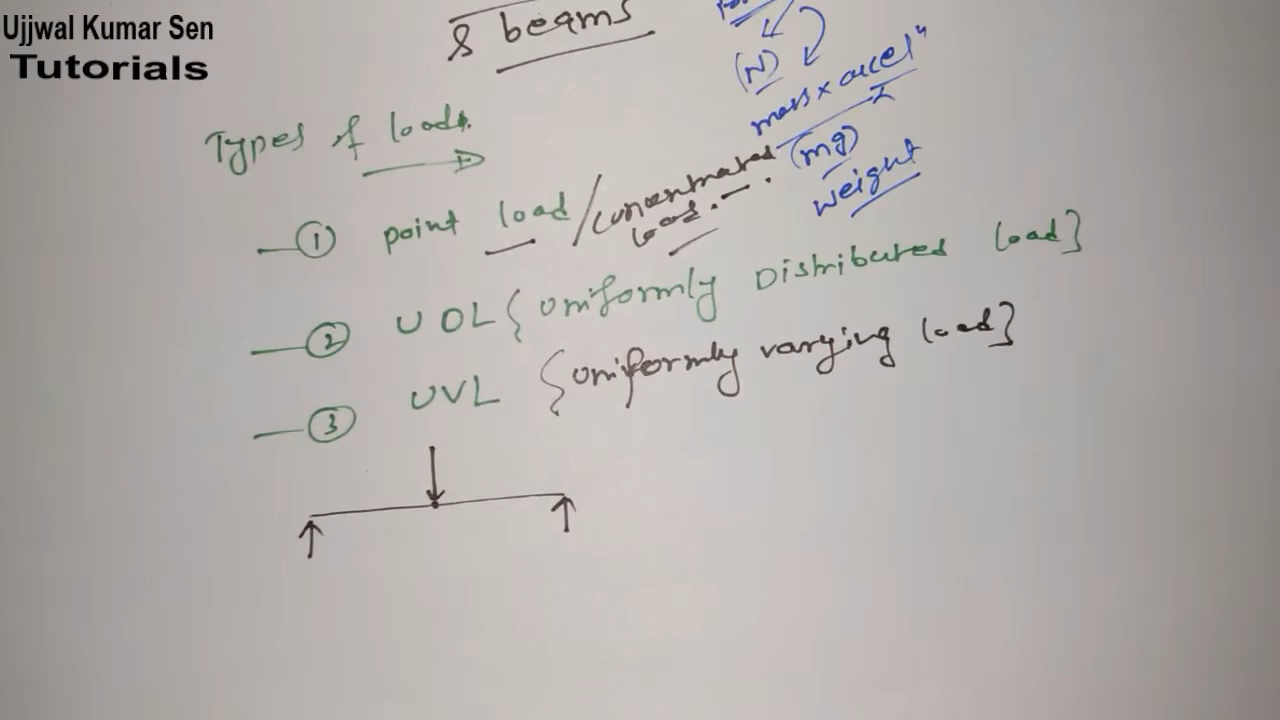 Ujjwal Kumar Sen
Tutorials
& beams
(N)
mass x accelⁿ
(mg)
weight
Types of loads
1 point load / concentrated
load.
2 UDL { Uniformly Distributed load }
3 UVL { Uniformly varying load }